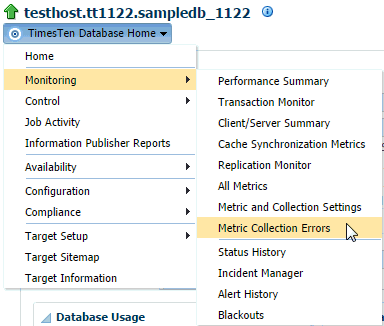 testhost.tt1122.sampledb_1122
TimesTen Database Home
Home
Monitoring
Control
Job Activity
Information Publisher Reports
Availability
Configuration
Compliance
Target Setup
Target Sitemap
Target Information
Performance Summary
Transaction Monitor
Client/Server Summary
Cache Synchronization Metrics
Replication Monitor
All Metrics
Metric and Collection Settings
Metric Collection Errors
Status History
Incident Manager
Alert History
Blackouts
Database Usage